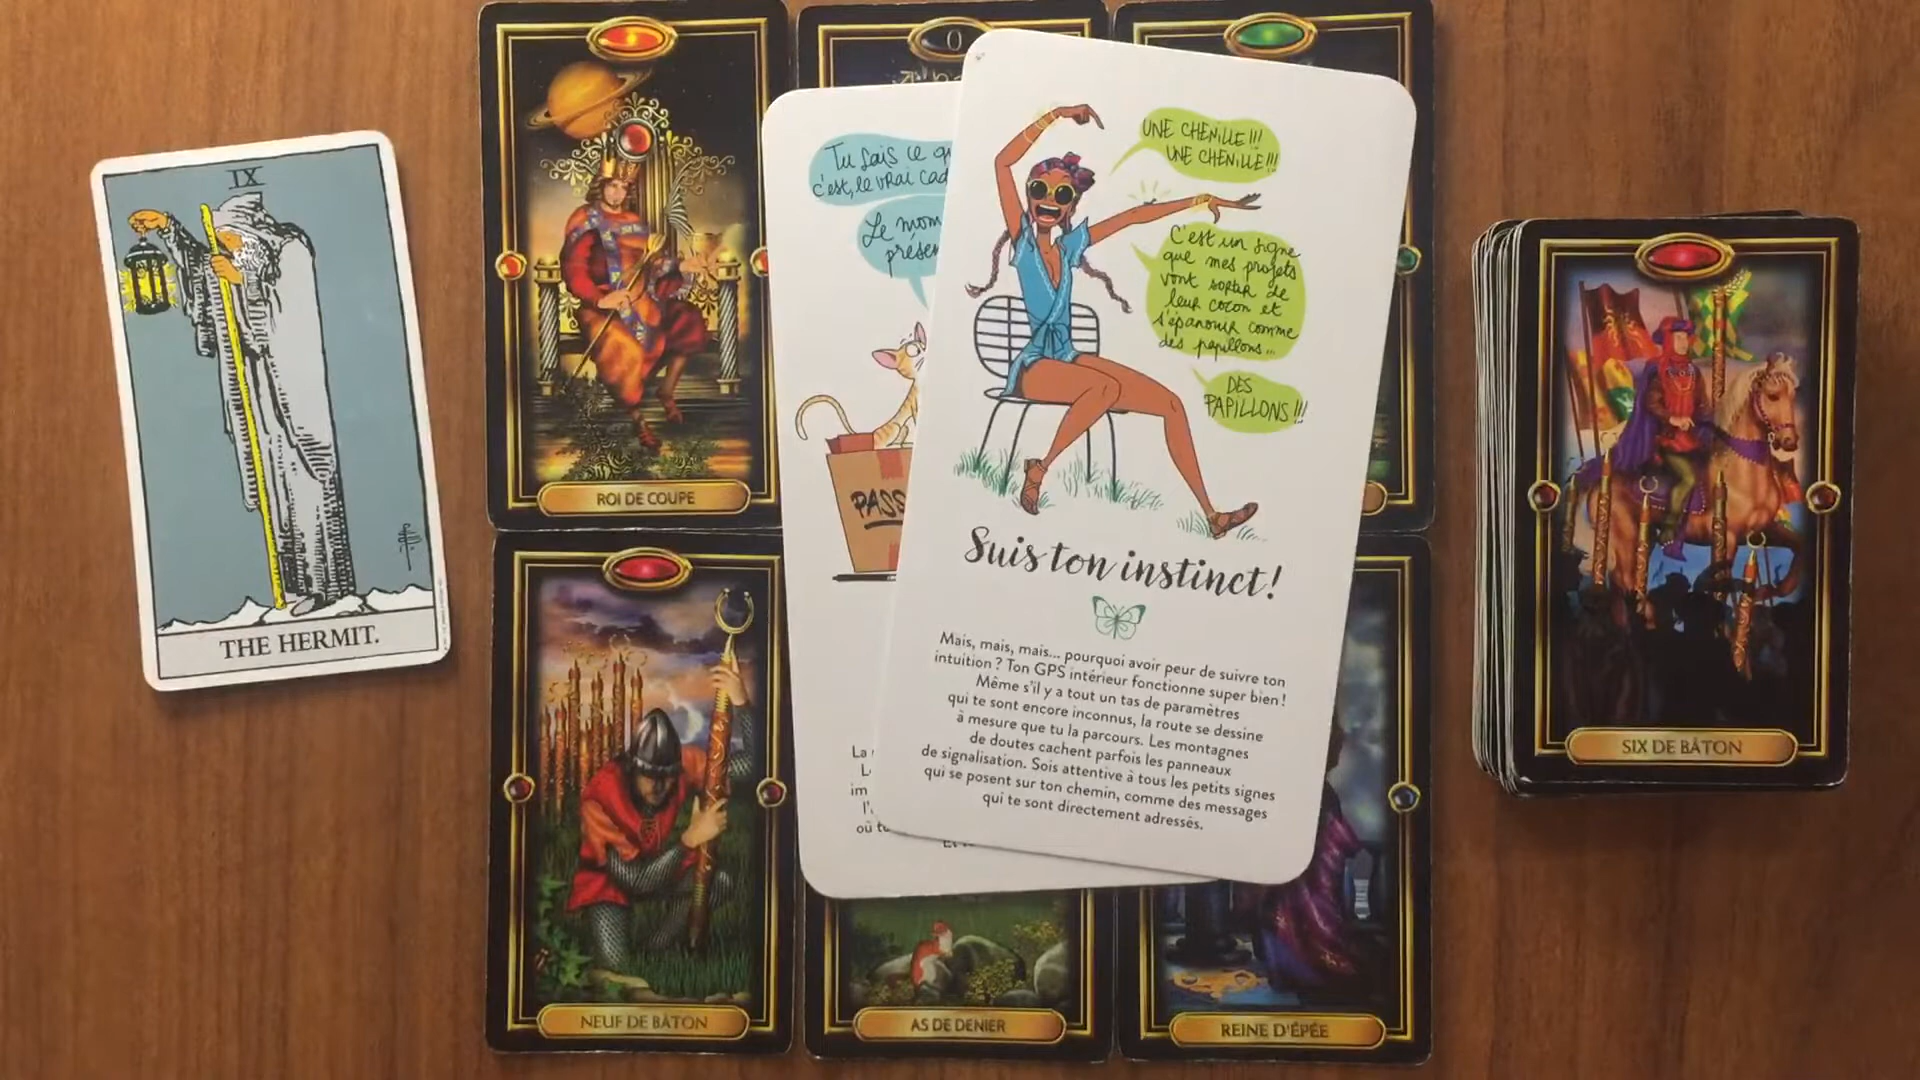 IX
THE HERMIT.
ROI DE COUPE
0
Tu sais ce
c'est, le vrai
Le
UNE CHENILLE !!!
UNE CHENILLE !!!
C'est un signe
que mes projets
vont sortir de
leur cocon et
s'épanouir comme
des papillons...
DES
PAPILLONS !!!
Suis ton instinct !
Mais, mais, mais... pourquoi avoir peur de suivre ton
intuition ? Ton GPS intérieur fonctionne super bien !
Même s'il y a tout un tas de paramètres
qui te sont encore inconnus, la route se dessine
à mesure que tu la parcours. Les montagnes
de doutes cachent parfois les panneaux
de signalisation. Sois attentive à tous les petits signes
qui se posent sur ton chemin, comme des messages
qui te sont directement adressés.
PASS
La
im
où
SIX DE BÂTON
NEUF DE BÂTON
AS DE DENIER
REINE D'ÉPÉE